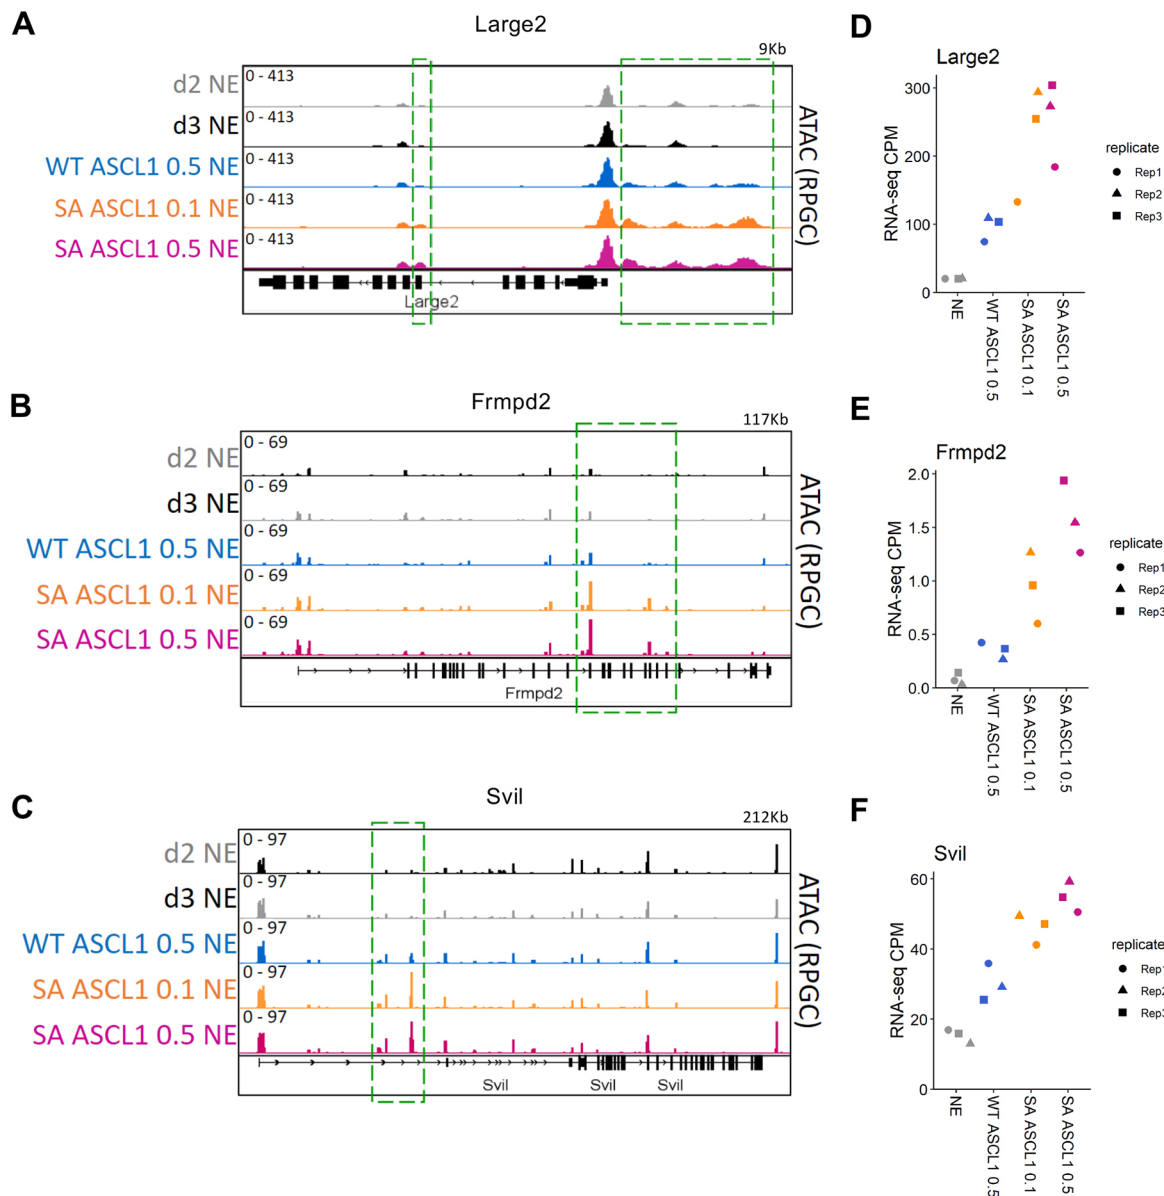 A
Large2
9Kb
d2 NE
0 - 413
d3 NE
0 - 413
WT ASCL1 0.5 NE
0 - 413
SA ASCL1 0.1 NE
0 - 413
SA ASCL1 0.5 NE
0 - 413
ATAC (RPGC)
Large2
D
Large2
RNA-seq CPM
300
200
100
0
NE
WT ASCL1 0.5
SA ASCL1 0.1
SA ASCL1 0.5
replicate
Rep1
Rep2
Rep3
B
Frmpd2
117Kb
d2 NE
0 - 69
d3 NE
0 - 69
WT ASCL1 0.5 NE
0 - 69
SA ASCL1 0.1 NE
0 - 69
SA ASCL1 0.5 NE
0 - 69
ATAC (RPGC)
Frmpd2
E
Frmpd2
RNA-seq CPM
2.0
1.5
1.0
0.5
0.0
NE
WT ASCL1 0.5
SA ASCL1 0.1
SA ASCL1 0.5
replicate
Rep1
Rep2
Rep3
C
Svil
212Kb
d2 NE
0 - 97
d3 NE
0 - 97
WT ASCL1 0.5 NE
0 - 97
SA ASCL1 0.1 NE
0 - 97
SA ASCL1 0.5 NE
0 - 97
ATAC (RPGC)
Svil Svil Svil
F
Svil
RNA-seq CPM
60
40
20
0
NE
WT ASCL1 0.5
SA ASCL1 0.1
SA ASCL1 0.5
replicate
Rep1
Rep2
Rep3